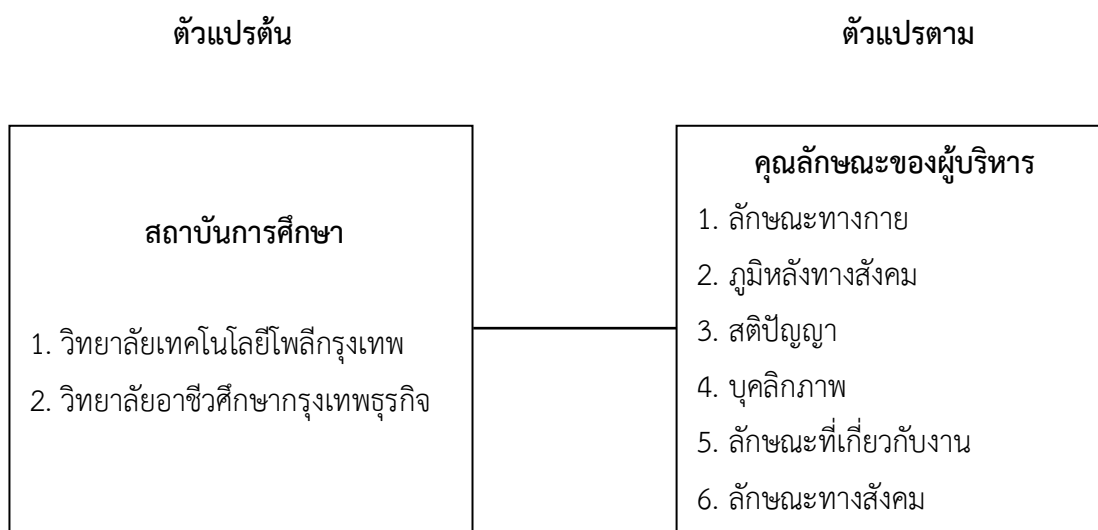 ตัวแปรต้น
ตัวแปรตาม
สถาบันการศึกษา
1. วิทยาลัยเทคโนโลยีโพลีกรุงเทพ
2. วิทยาลัยอาชีวศึกษากรุงเทพธุรกิจ
คุณลักษณะของผู้บริหาร
1. ลักษณะทางกาย
2. ภูมิหลังทางสังคม
3. สติปัญญา
4. บุคลิกภาพ
5. ลักษณะที่เกี่ยวกับงาน
6. ลักษณะทางสังคม